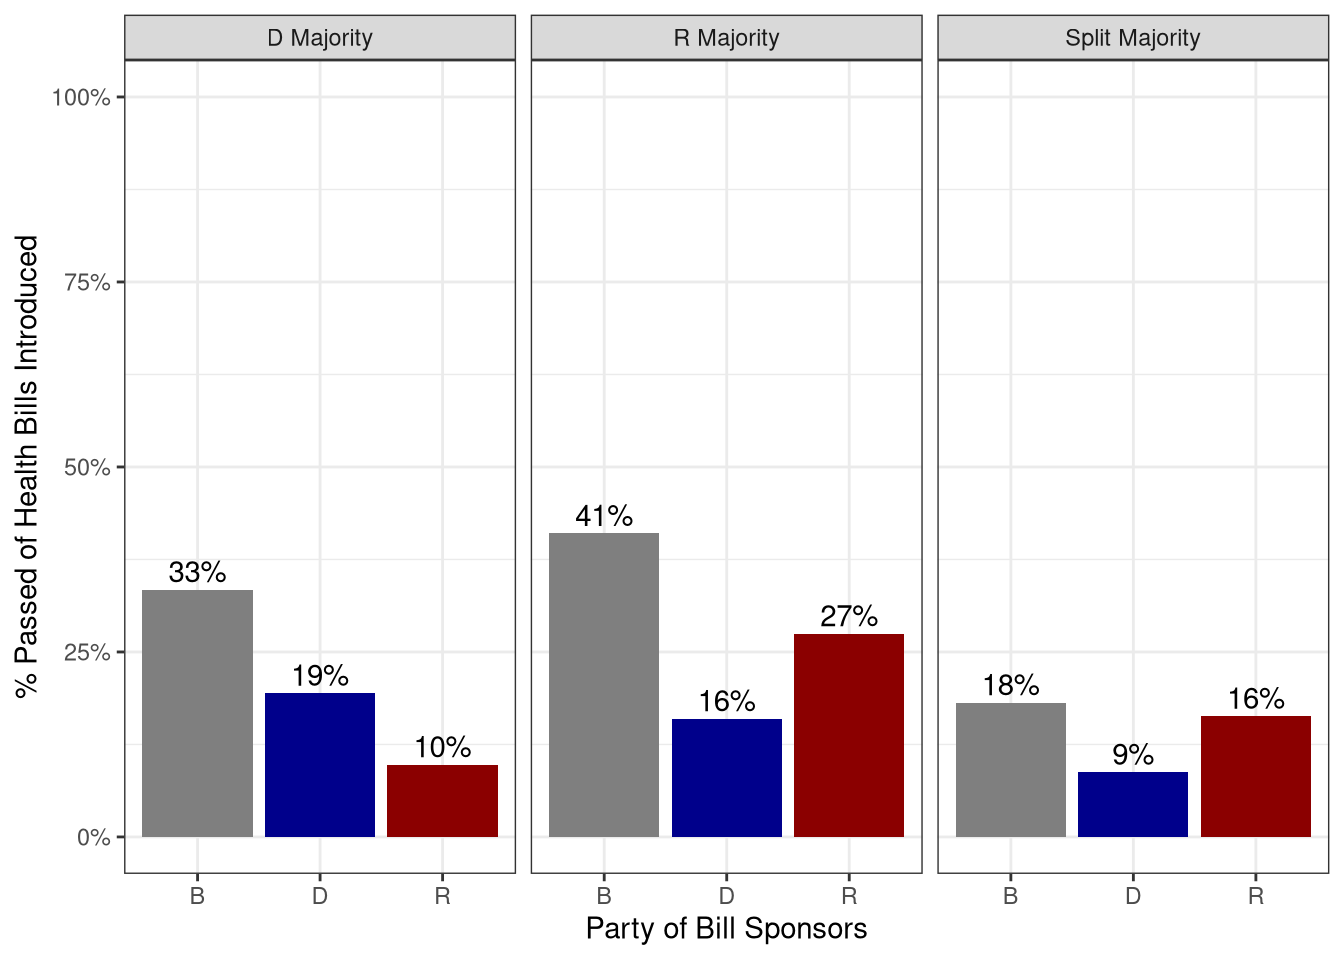 D Majority
R Majority
Split Majority
% Passed of Health Bills Introduced
100%
75%
50%
25%
0%
33%
19%
10%
41%
16%
27%
18%
9%
16%
B
D
R
B
D
R
B
D
R
Party of Bill Sponsors